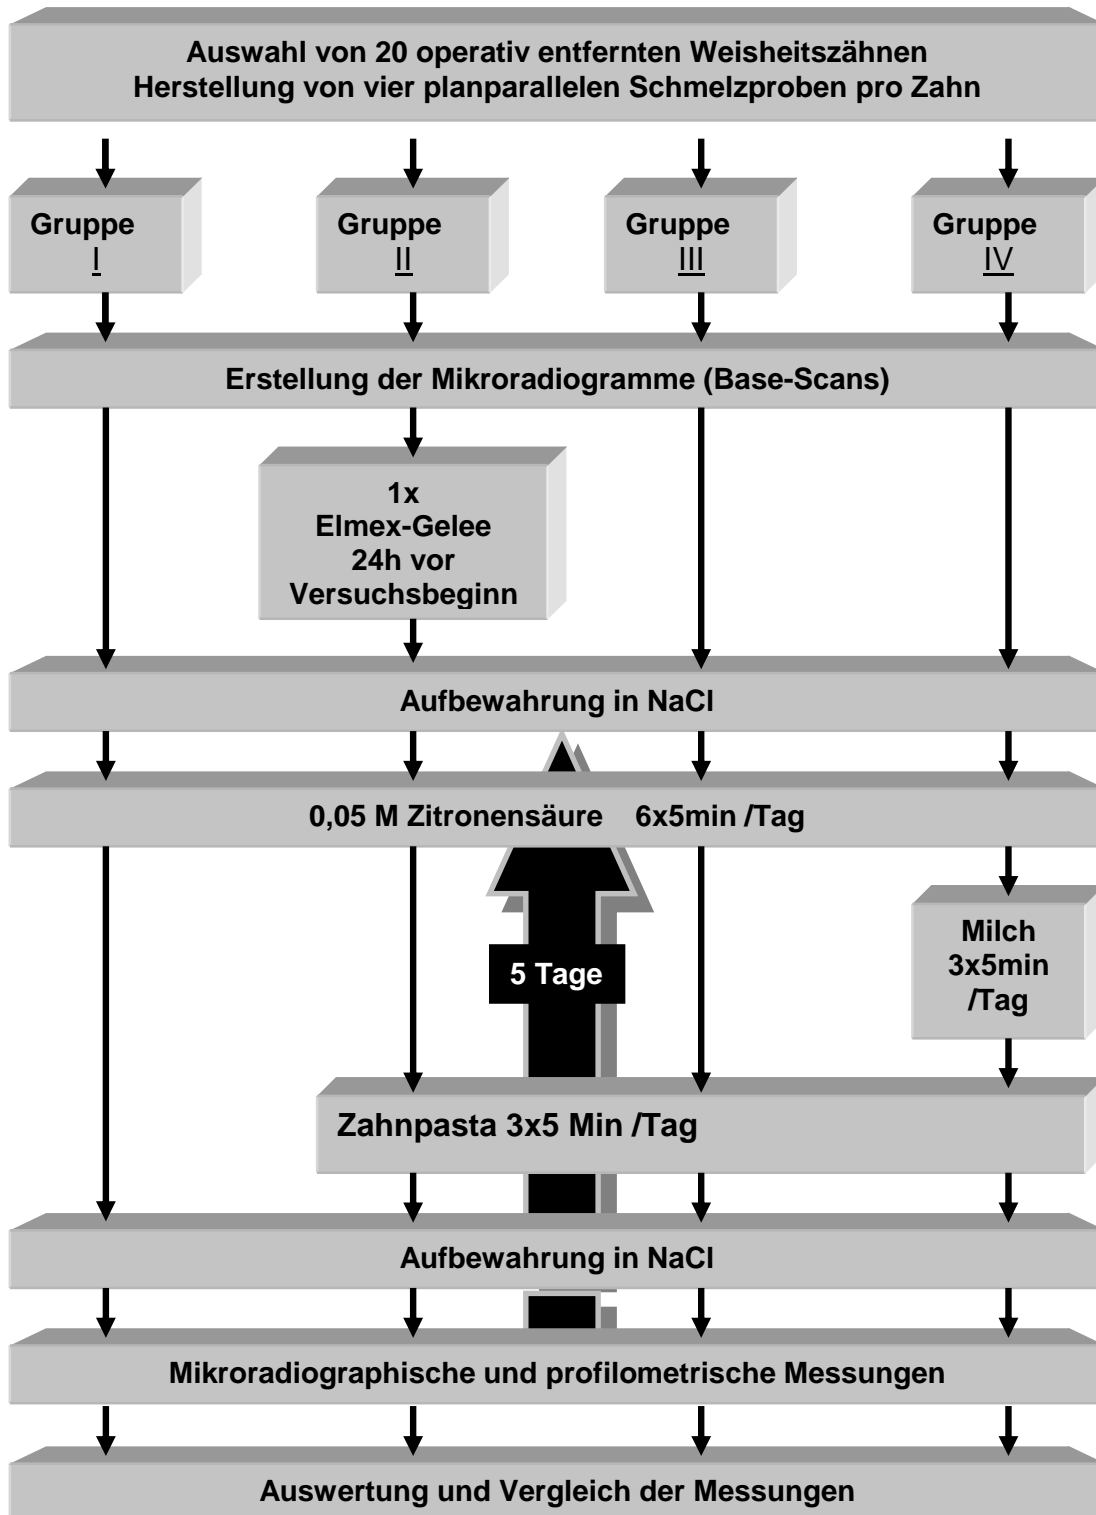 Auswahl von 20 operativ entfernten Weisheitszähnen
Herstellung von vier planparallelen Schmelzproben pro Zahn
Gruppe
I
Gruppe
II
Gruppe
III
Gruppe
IV
Erstellung der Mikroradiogramme (Base-Scans)
1x
Elmex-Gelee
24h vor
Versuchsbeginn
Aufbewahrung in NaCl
0,05 M Zitronensäure 6x5min /Tag
Milch
3x5min
/Tag
5 Tage
Zahnpasta 3x5 Min /Tag
Aufbewahrung in NaCl
Mikroradiographische und profilometrische Messungen
Auswertung und Vergleich der Messungen